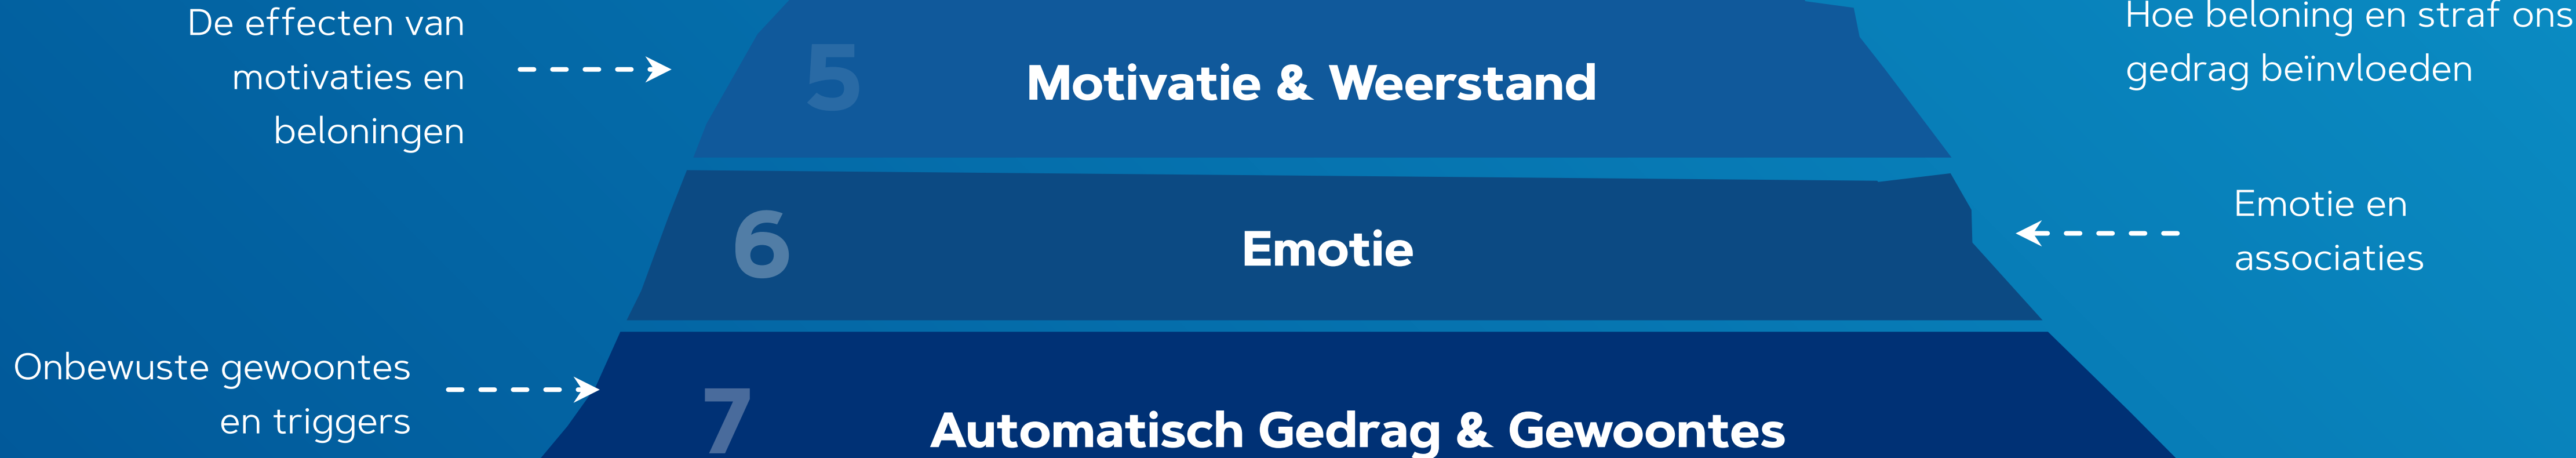 De effecten van
motivaties en
beloningen
5
Motivatie & Weerstand
Hoe beloning en straf ons
gedrag beïnvloeden
6
Emotie
Emotie en
associaties
Onbewuste gewoontes
en triggers
7
Automatisch Gedrag & Gewoontes